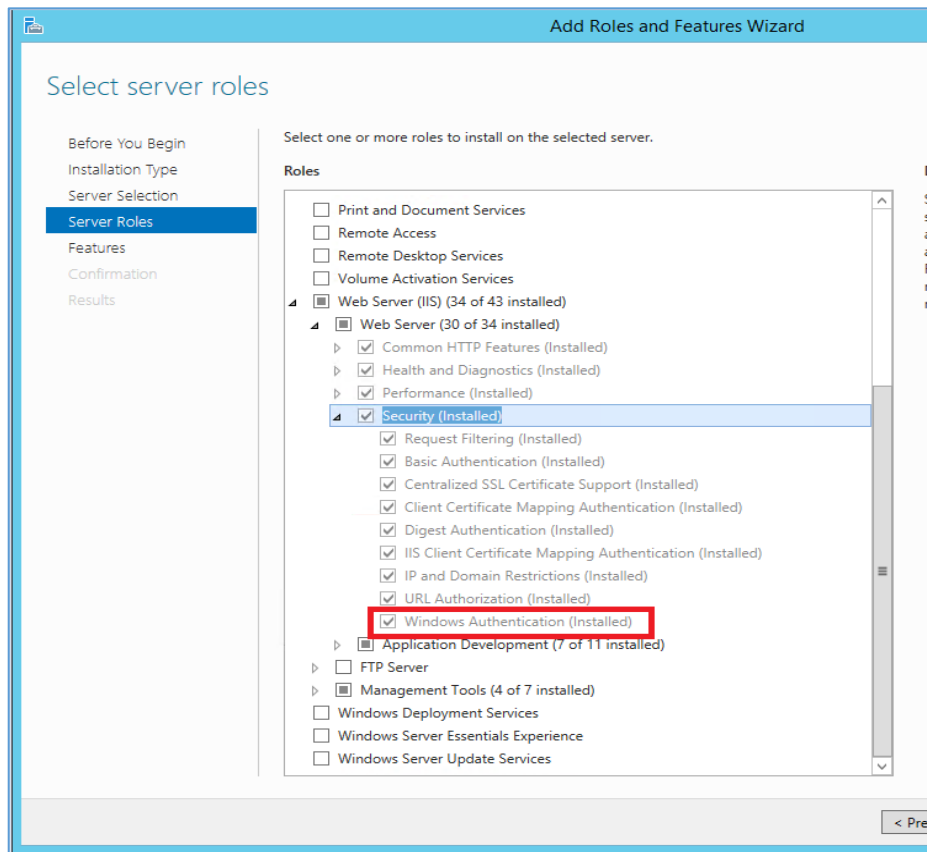 Add Roles and Features Wizard
Select server roles
Before You Begin
Installation Type
Server Selection
Server Roles
Features
Confirmation
Results
Select one or more roles to install on the selected server.
Roles
Print and Document Services
Remote Access
Remote Desktop Services
Volume Activation Services
Web Server (IIS) (34 of 43 installed)
Web Server (30 of 34 installed)
Common HTTP Features (Installed)
Health and Diagnostics (Installed)
Performance (Installed)
Security (Installed)
Request Filtering (Installed)
Basic Authentication (Installed)
Centralized SSL Certificate Support (Installed)
Client Certificate Mapping Authentication (Installed)
Digest Authentication (Installed)
IIS Client Certificate Mapping Authentication (Installed)
IP and Domain Restrictions (Installed)
URL Authorization (Installed)
Windows Authentication (Installed)
Application Development (7 of 11 installed)
FTP Server
Management Tools (4 of 7 installed)
Windows Deployment Services
Windows Server Essentials Experience
Windows Server Update Services
< Pre